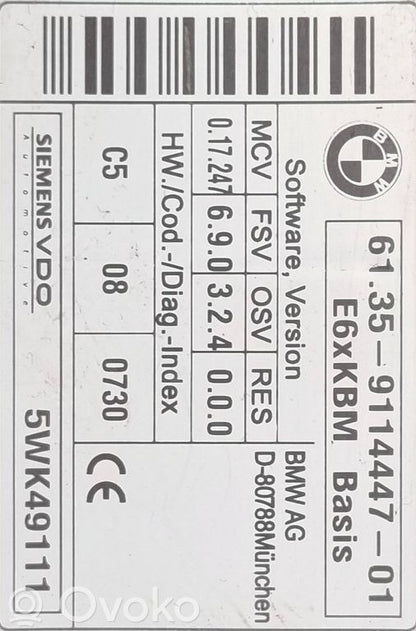 BMW
61.35-9114447-01
E6xKBM Basis
Software, Version
MCV FSV OSV RES
0.17.247 6.9.0 3.2.4 0.0.0
BMW AG
D-80788München
HW./Cod.-/Diag.-Index
C5 08 0730
CE
SIEMENS VDO
Automotive
5WK49111
© Ovoko